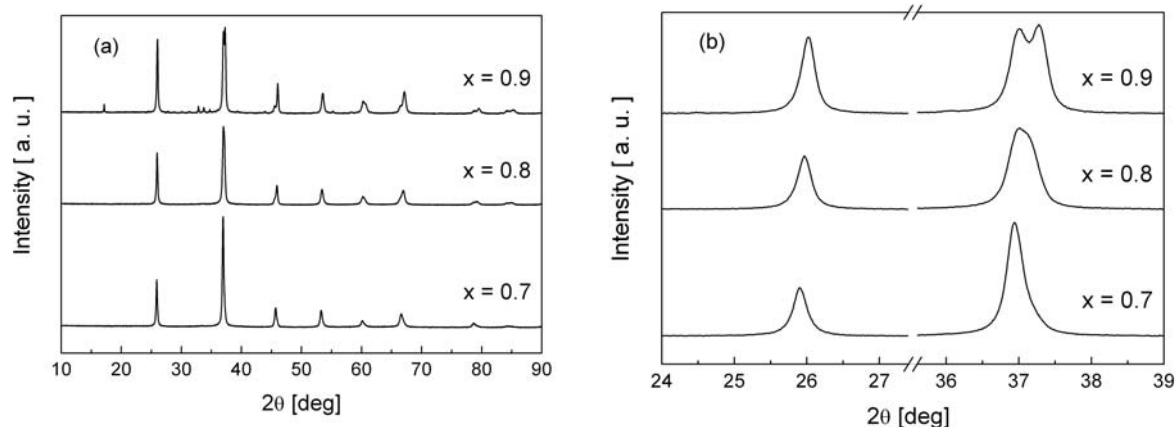 (a)
x = 0.9
x = 0.8
x = 0.7
Intensity [ a. u. ]
10 20 30 40 50 60 70 80 90
2θ [deg]
(b)
x = 0.9
x = 0.8
x = 0.7
Intensity [ a. u. ]
24 25 26 27 36 37 38 39
2θ [deg]